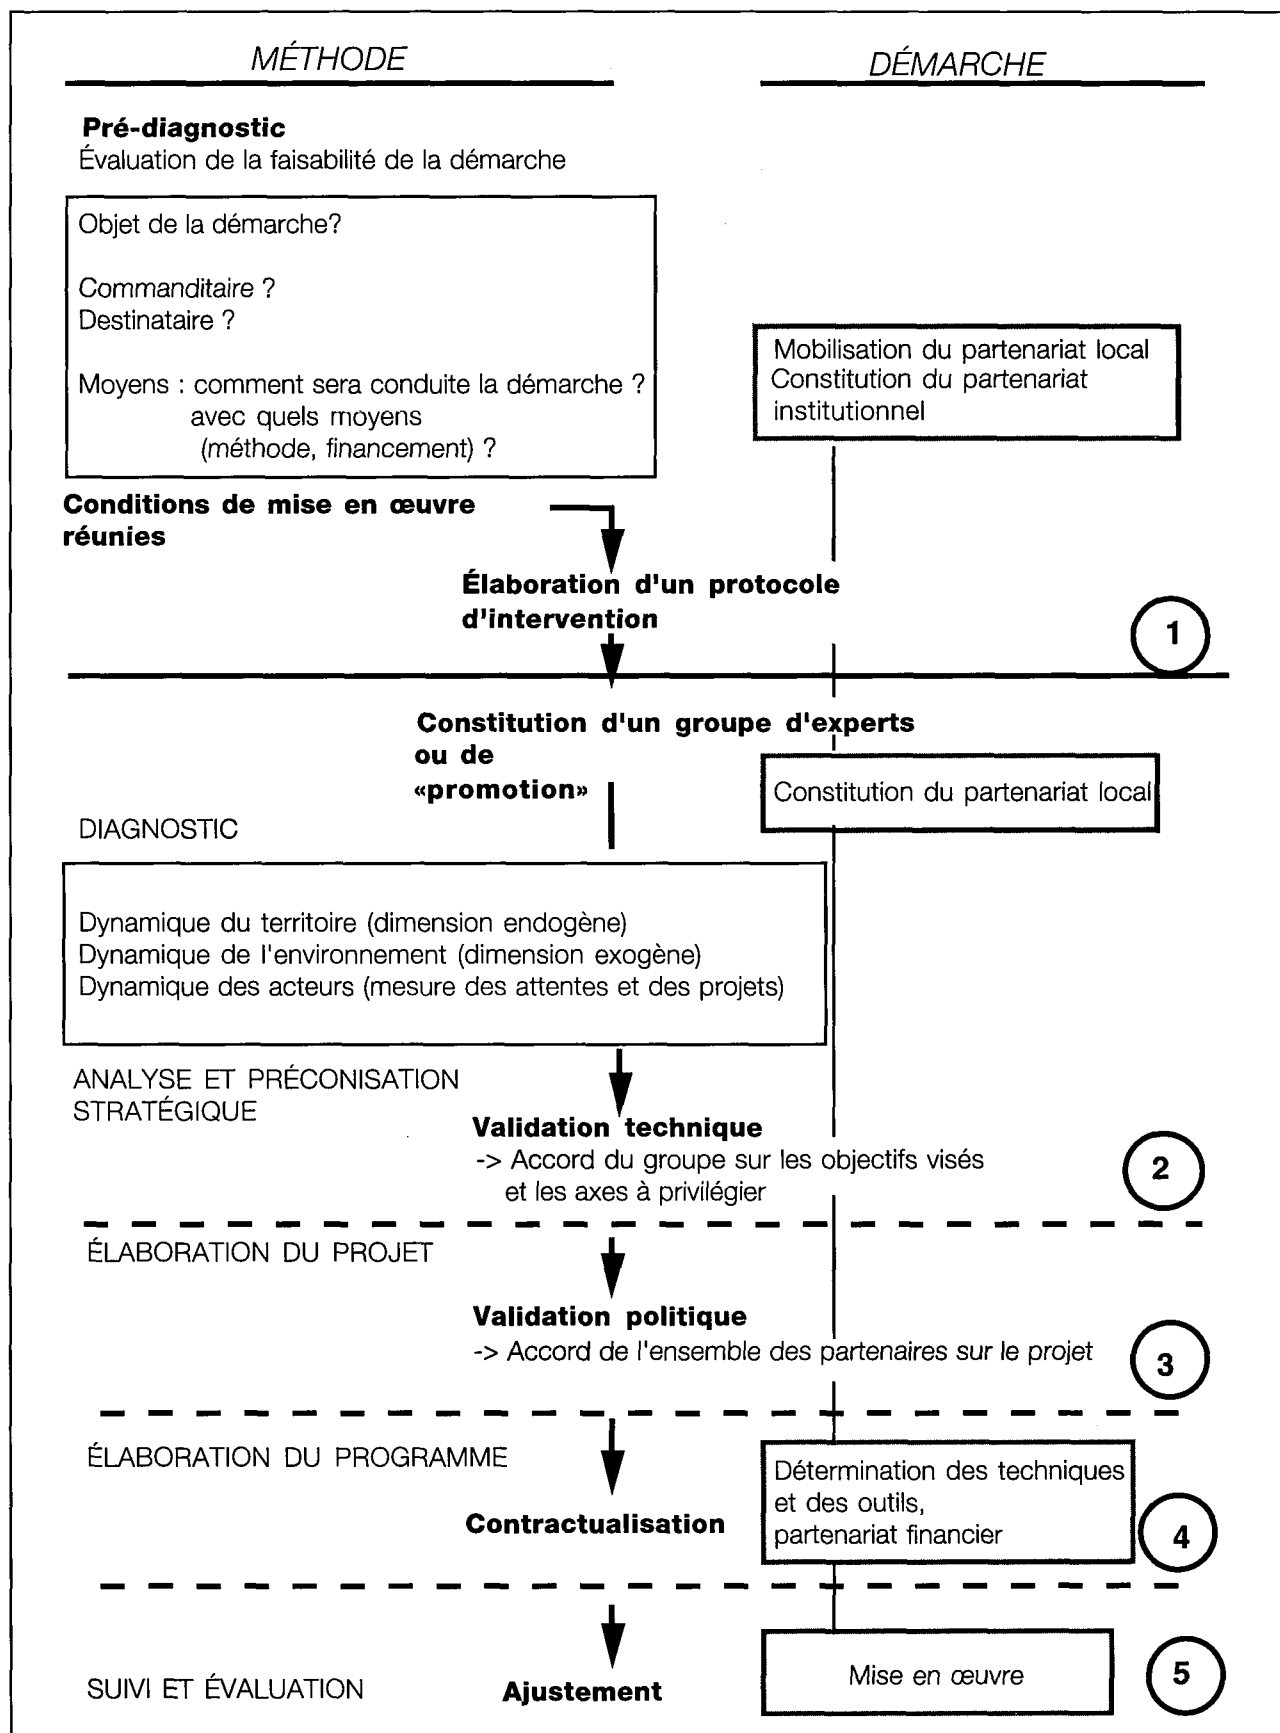 MÉTHODE
DÉMARCHE
Pré-diagnostic
Évaluation de la faisabilité de la démarche
Objet de la démarche?
Commanditaire ?
Destinataire ?
Moyens : comment sera conduite la démarche ?
avec quels moyens
(méthode, financement) ?
Mobilisation du partenariat local
Constitution du partenariat
institutionnel
Conditions de mise en œuvre
réunies
Élaboration d'un protocole
d'intervention
1
Constitution d'un groupe d'experts
ou de
«promotion»
Constitution du partenariat local
DIAGNOSTIC
Dynamique du territoire (dimension endogène)
Dynamique de l'environnement (dimension exogène)
Dynamique des acteurs (mesure des attentes et des projets)
ANALYSE ET PRÉCONISATION
STRATÉGIQUE
Validation technique
-> Accord du groupe sur les objectifs visés
et les axes à privilégier
2
ÉLABORATION DU PROJET
Validation politique
-> Accord de l'ensemble des partenaires sur le projet
3
ÉLABORATION DU PROGRAMME
Contractualisation
Détermination des techniques
et des outils,
partenariat financier
4
SUIVI ET ÉVALUATION
Ajustement
Mise en œuvre
5